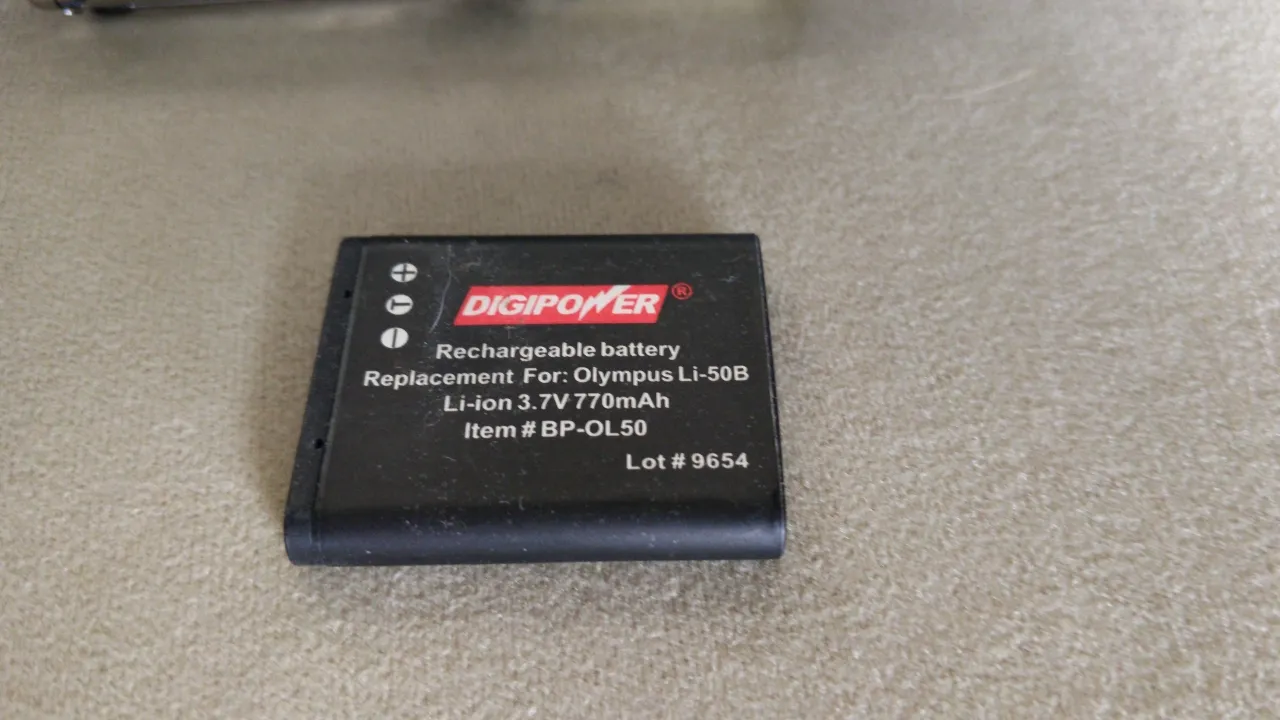 +
T
−
DIGIPOWER®
Rechargeable battery
Replacement For: Olympus Li-50B
Li-ion 3.7V 770mAh
Item # BP-OL50
Lot # 9654